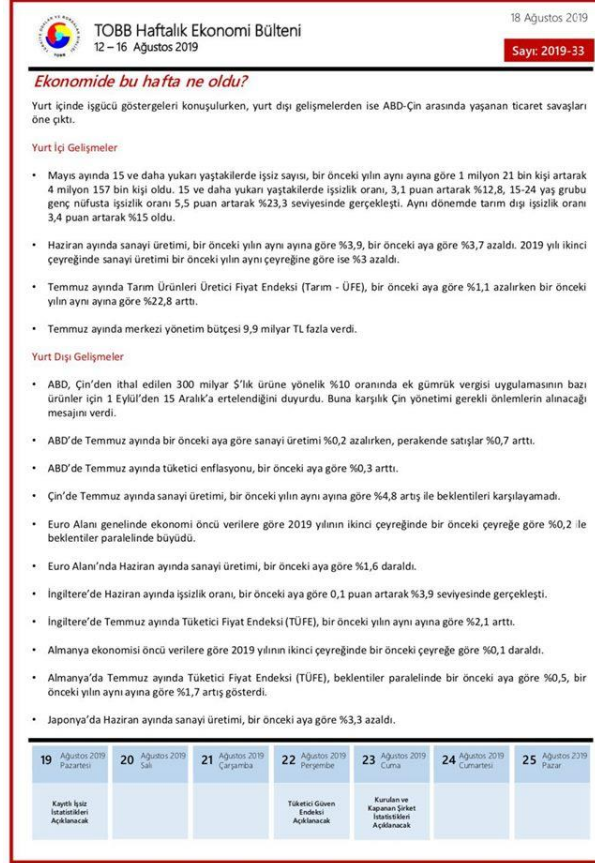 18 Ağustos 2019
TOBB Haftalık Ekonomi Bülteni
12 – 16 Ağustos 2019
Sayı: 2019-33
TOBB
Ekonomide bu hafta ne oldu?
Yurt içinde işgücü göstergeleri konuşulurken, yurt dışı gelişmelerden ise ABD-Çin arasında yaşanan ticaret savaşları
öne çıktı.
Yurt İçi Gelişmeler
• Mayıs ayında 15 ve daha yukarı yaştakilerde işsiz sayısı, bir önceki yılın aynı ayına göre 1 milyon 21 bin kişi artarak
4 milyon 157 bin kişi oldu. 15 ve daha yukarı yaştakilerde işsizlik oranı, 3,1 puan artarak %12,8, 15-24 yaş grubu
genç nüfusta işsizlik oranı 5,5 puan artarak %23,3 seviyesinde gerçekleşti. Aynı dönemde tarım dışı işsizlik oranı
3,4 puan artarak %15 oldu.
• Haziran ayında sanayi üretimi, bir önceki yılın aynı ayına göre %3,9, bir önceki aya göre %3,7 azaldı. 2019 yılı ikinci
çeyreğinde sanayi üretimi bir önceki yılın aynı çeyreğine göre ise %3 azaldı.
• Temmuz ayında Tarım Ürünleri Üretici Fiyat Endeksi (Tarım - ÜFE), bir önceki aya göre %1,1 azalırken bir önceki
yılın aynı ayına göre %22,8 arttı.
• Temmuz ayında merkezi yönetim bütçesi 9,9 milyar TL fazla verdi.
Yurt Dışı Gelişmeler
• ABD, Çin’den ithal edilen 300 milyar $’lık ürüne yönelik %10 oranında ek gümrük vergisi uygulamasının bazı
ürünler için 1 Eylül’den 15 Aralık’a ertelendiğini duyurdu. Buna karşılık Çin yönetimi gerekli önlemlerin alınacağı
mesajını verdi.
• ABD’de Temmuz ayında bir önceki aya göre sanayi üretimi %0,2 azalırken, perakende satışlar %0,7 arttı.
• ABD’de Temmuz ayında tüketici enflasyonu, bir önceki aya göre %0,3 arttı.
• Çin’de Temmuz ayında sanayi üretimi, bir önceki yılın aynı ayına göre %4,8 artış ile beklentileri karşılayamadı.
• Euro Alanı genelinde ekonomi öncü verilere göre 2019 yılının ikinci çeyreğinde bir önceki çeyreğe göre %0,2 ile
beklentiler paralelinde büyüdü.
• Euro Alanı’nda Haziran ayında sanayi üretimi, bir önceki aya göre %1,6 daraldı.
• İngiltere’de Haziran ayında işsizlik oranı, bir önceki aya göre 0,1 puan artarak %3,9 seviyesinde gerçekleşti.
• İngiltere’de Temmuz ayında Tüketici Fiyat Endeksi (TÜFE), bir önceki yılın aynı ayına göre %2,1 arttı.
• Almanya ekonomisi öncü verilere göre 2019 yılının ikinci çeyreğinde bir önceki çeyreğe göre %0,1 daraldı.
• Almanya’da Temmuz ayında Tüketici Fiyat Endeksi (TÜFE), beklentiler paralelinde bir önceki aya göre %0,5, bir
önceki yılın aynı ayına göre %1,7 artış gösterdi.
• Japonya’da Haziran ayında sanayi üretimi, bir önceki aya göre %3,3 azaldı.
19 Ağustos 2019 Pazartesi
20 Ağustos 2019 Salı
21 Ağustos 2019 Çarşamba
22 Ağustos 2019 Perşembe
23 Ağustos 2019 Cuma
24 Ağustos 2019 Cumartesi
25 Ağustos 2019 Pazar
Kayıtlı İşsiz
İstatistikleri
Açıklanacak
Tüketici Güven
Endeksi
Açıklanacak
Kurulan ve
Kapanan Şirket
İstatistikleri
Açıklanacak